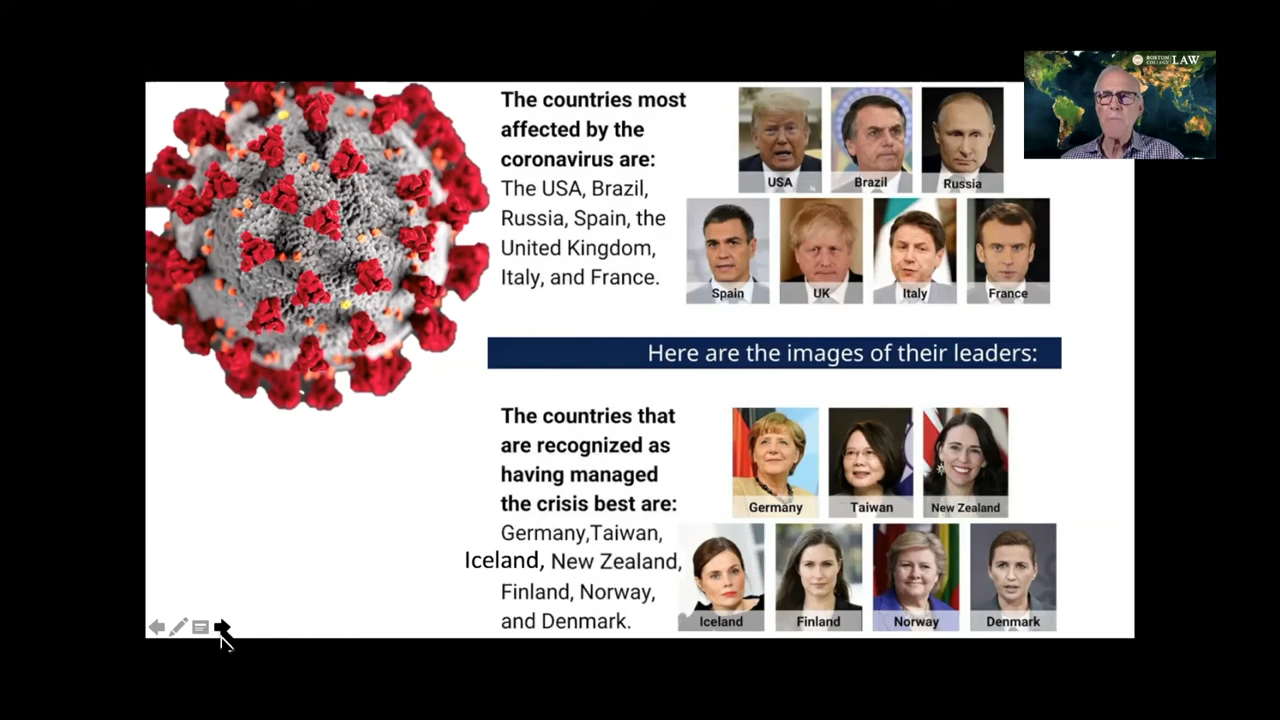 BOSTON COLLEGE LAW
The countries most
affected by the
coronavirus are:
The USA, Brazil,
Russia, Spain, the
United Kingdom,
Italy, and France.
USA
Brazil
Russia
Spain
UK
Italy
France
Here are the images of their leaders:
The countries that
are recognized as
having managed
the crisis best are:
Germany,Taiwan,
Iceland, New Zealand,
Finland, Norway,
and Denmark.
Germany
Taiwan
New Zealand
Iceland
Finland
Norway
Denmark